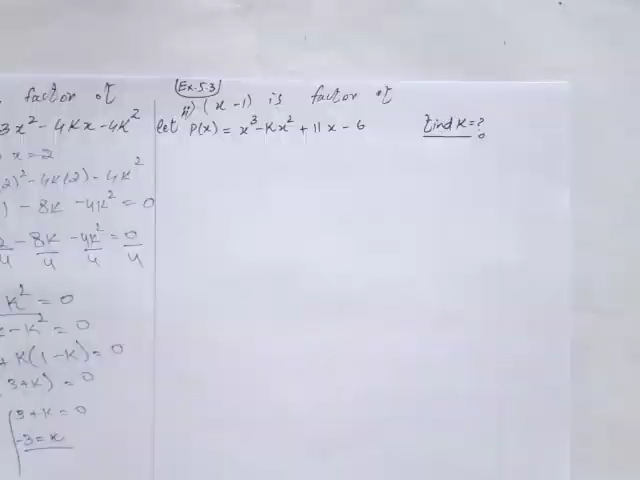 factor of
3x² - 4Kx - 4K²
x = 2
2)² - 4K(2) - 4K²
) - 8K - 4K² = 0
- 8K/4 - 4K²/4 = 0/4
K² = 0
- K² = 0
+ K(1 - K) = 0
3+K) = 0
3+K = 0
-3 = K
Ex.5.3
ii) (x - 1) is factor of
let P(x) = x³ - Kx² + 11x - 6 Find K = ?